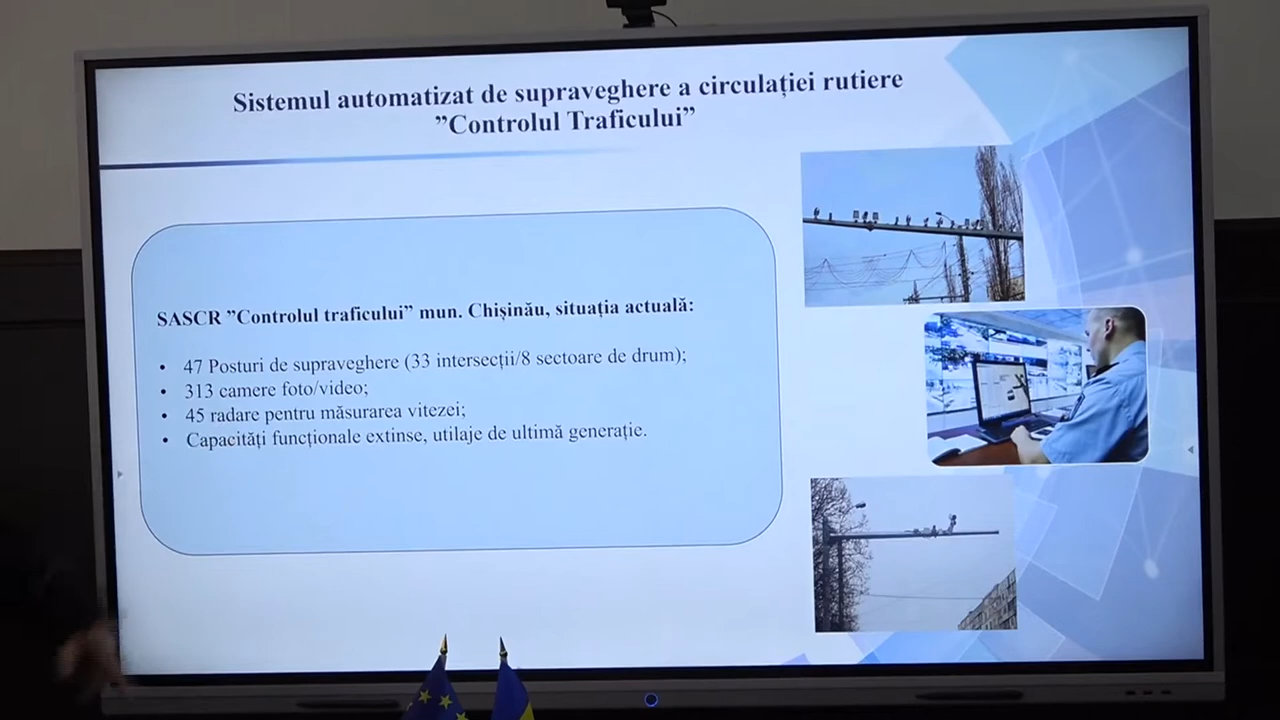 Sistemul automatizat de supraveghere a circulației rutiere
”Controlul Traficului”
SASCR ”Controlul traficului” mun. Chișinău, situația actuală:
• 47 Posturi de supraveghere (33 intersecții/8 sectoare de drum);
• 313 camere foto/video;
• 45 radare pentru măsurarea vitezei;
• Capacități funcționale extinse, utilaje de ultimă generație.